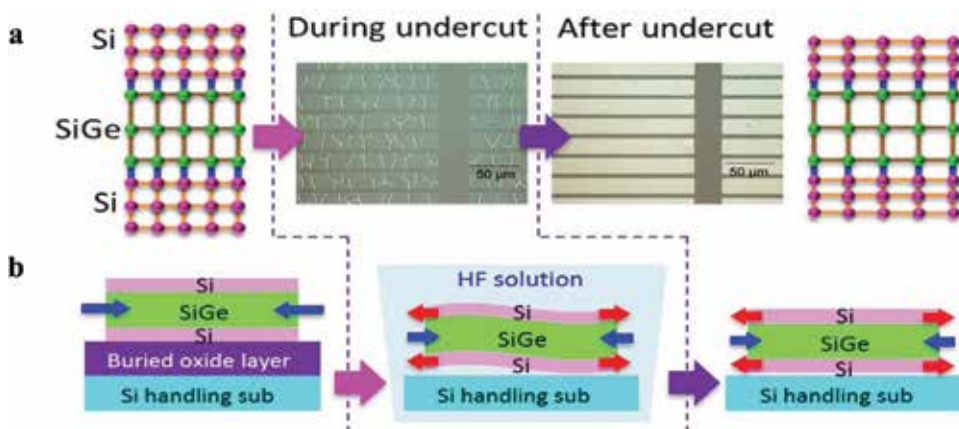 a
Si
SiGe
Si
During undercut
50 μm
After undercut
50 μm
b
Si
SiGe
Si
Buried oxide layer
Si handling sub
HF solution
Si
SiGe
Si
Si handling sub
Si
SiGe
Si
Si handling sub